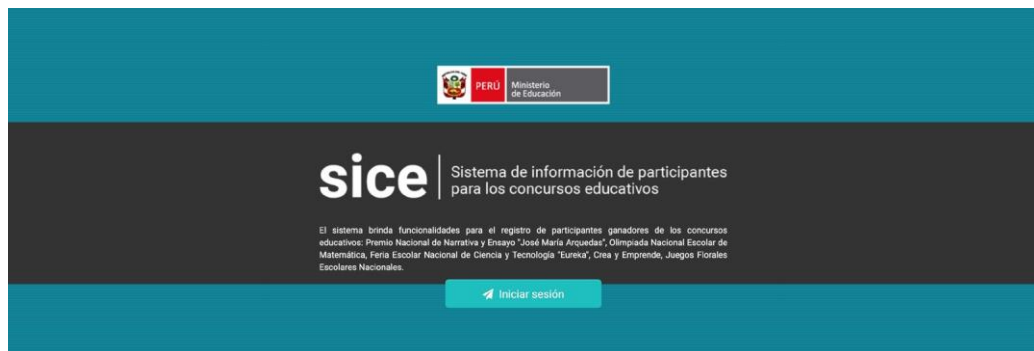 PERÚ
Ministerio
de Educación
sice
Sistema de información de participantes
para los concursos educativos
El sistema brinda funcionalidades para el registro de participantes ganadores de los concursos
educativos: Premio Nacional de Narrativa y Ensayo "José María Arquedas", Olimpiada Nacional Escolar de
Matemática, Feria Escolar Nacional de Ciencia y Tecnología "Eureka", Crea y Emprende, Juegos Florales
Escolares Nacionales.
Iniciar sesión